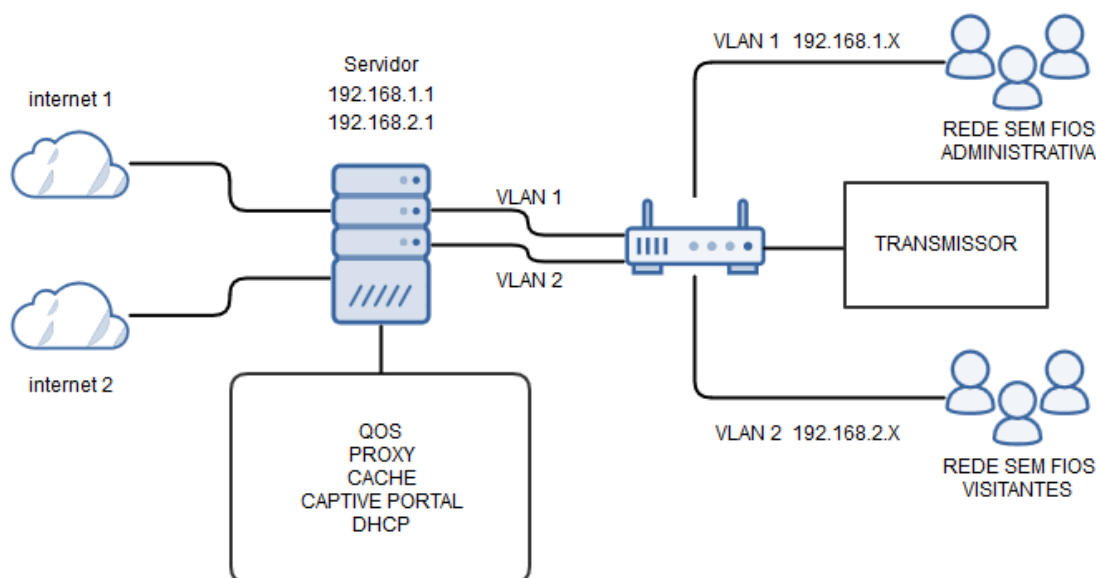 internet 1
internet 2
Servidor
192.168.1.1
192.168.2.1
VLAN 1
VLAN 2
QOS
PROXY
CACHE
CAPTIVE PORTAL
DHCP
VLAN 1 192.168.1.X
REDE SEM FIOS
ADMINISTRATIVA
TRANSMISSOR
VLAN 2 192.168.2.X
REDE SEM FIOS
VISITANTES